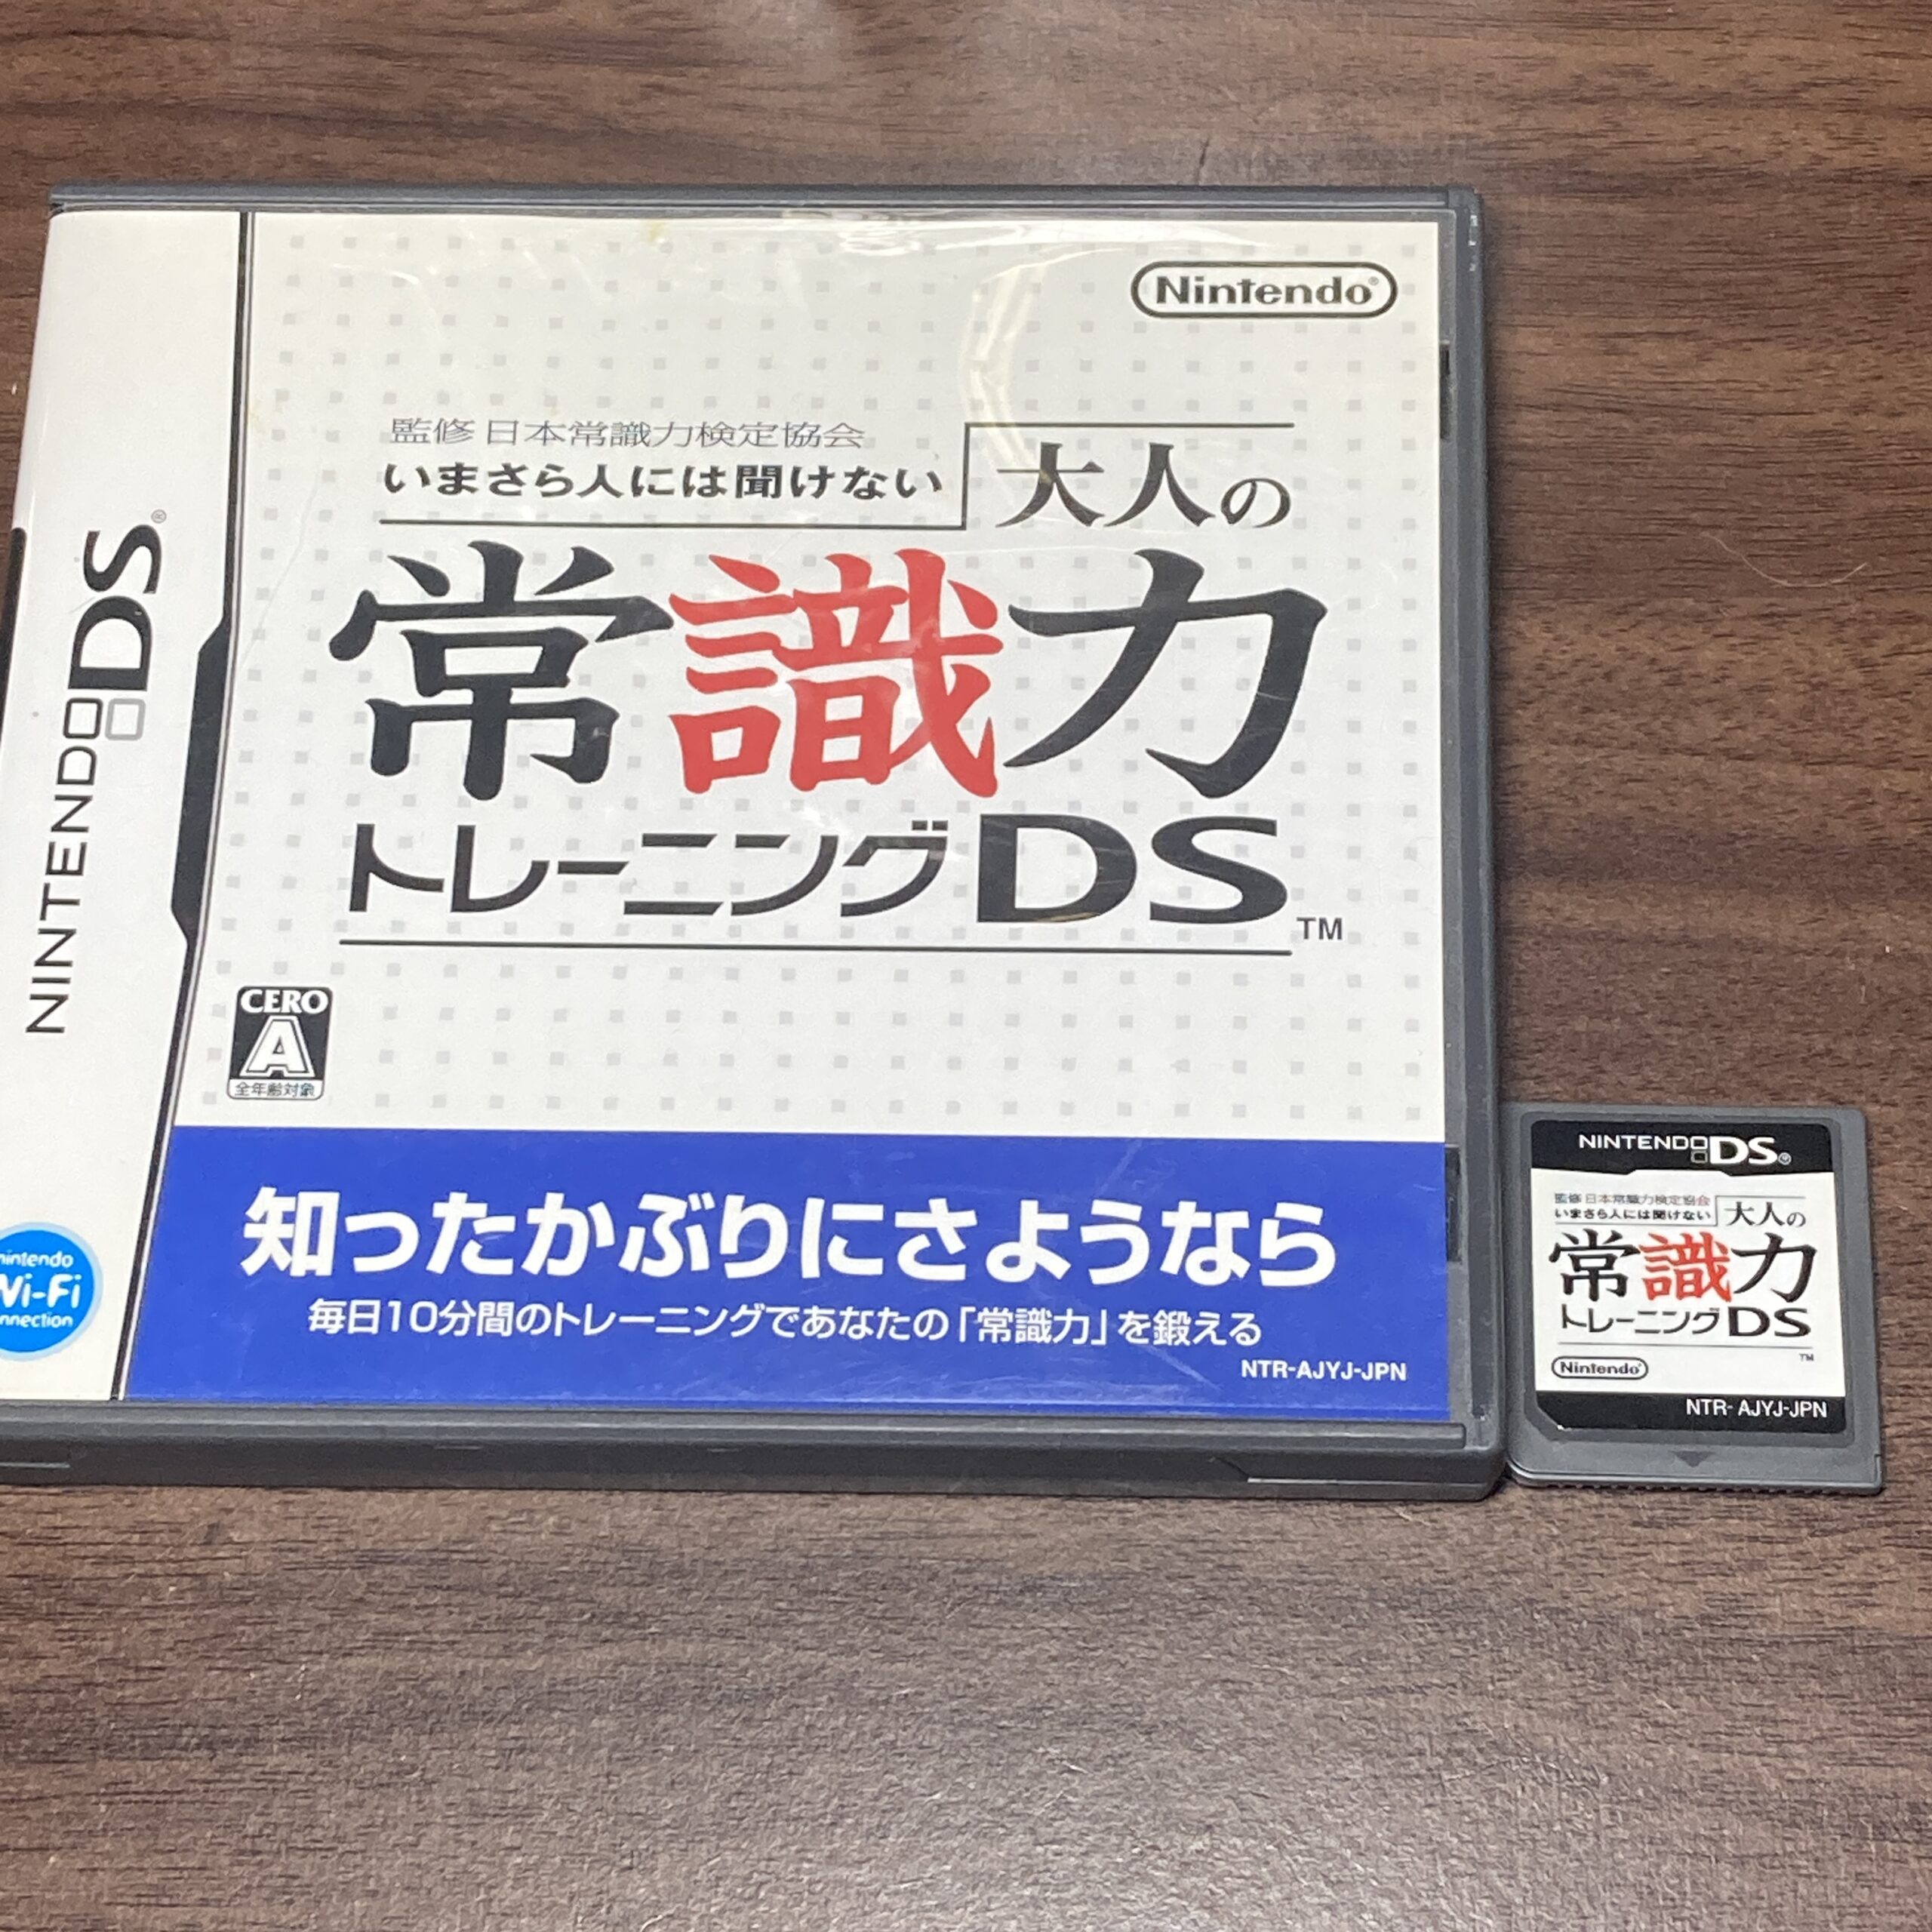 NINTENDO DS®
nintendo
Wi-Fi
Nintendo®
監修 日本常識力検定協会
いまさら人には聞けない
大人の
常識力
トレーニングDS™
CERO
A
全年齢対象
知ったかぶりにさようなら
毎日10分間のトレーニングであなたの「常識力」を鍛える
NTR-AJYJ-JPN
NINTENDO DS®
監修 日本常識力検定協会
いまさら人には聞けない
大人の
常識力
トレーニングDS
™
Nintendo
NTR- AJYJ-JPN